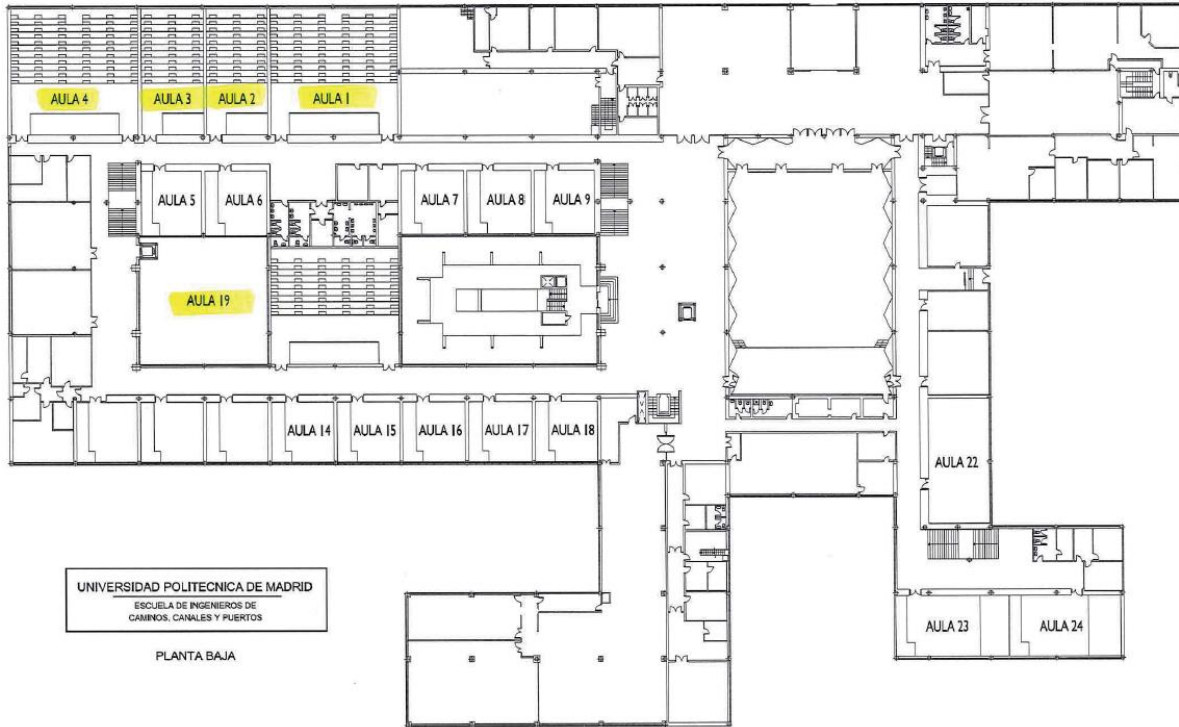 AULA 4
AULA 3
AULA 2
AULA 1
AULA 5
AULA 6
AULA 7
AULA 8
AULA 9
AULA 19
AULA 14
AULA 15
AULA 16
AULA 17
AULA 18
AULA 22
AULA 23
AULA 24
UNIVERSIDAD POLITECNICA DE MADRID
ESCUELA DE INGENIEROS DE
CAMINOS, CANALES Y PUERTOS
PLANTA BAJA